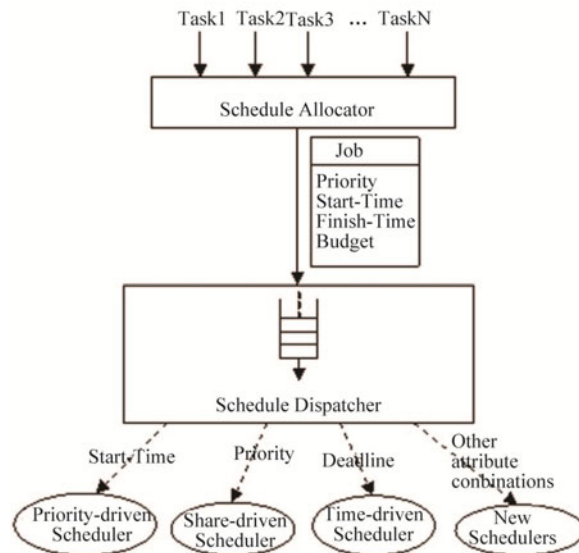 Task1 Task2 Task3 ... TaskN
Schedule Allocator
Job
Priority
Start-Time
Finish-Time
Budget
Schedule Dispatcher
Start-Time
Priority
Deadline
Other
attribute
combinations
Priority-driven
Scheduler
Share-driven
Scheduler
Time-driven
Scheduler
New
Schedulers